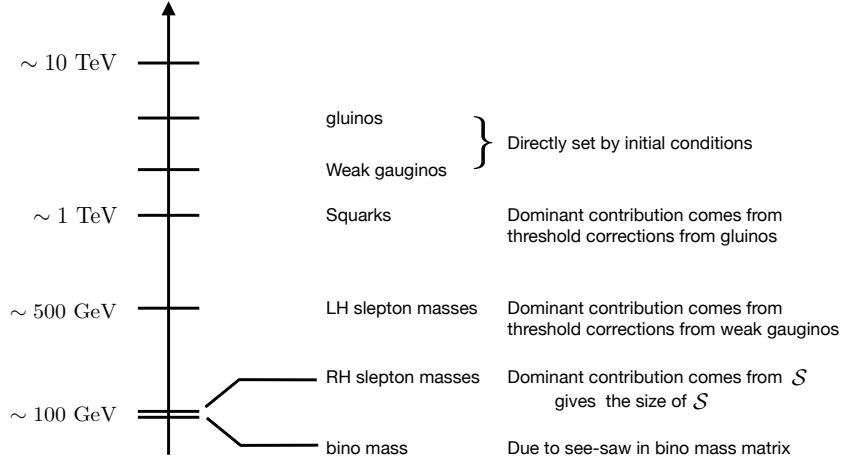 ∼ 10 TeV
gluinos
Directly set by initial conditions
Weak gauginos
∼ 1 TeV
Squarks
Dominant contribution comes from
threshold corrections from gluinos
∼ 500 GeV
LH slepton masses
Dominant contribution comes from
threshold corrections from weak gauginos
∼ 100 GeV
RH slepton masses
Dominant contribution comes from 𝒮
gives the size of 𝒮
bino mass
Due to see-saw in bino mass matrix